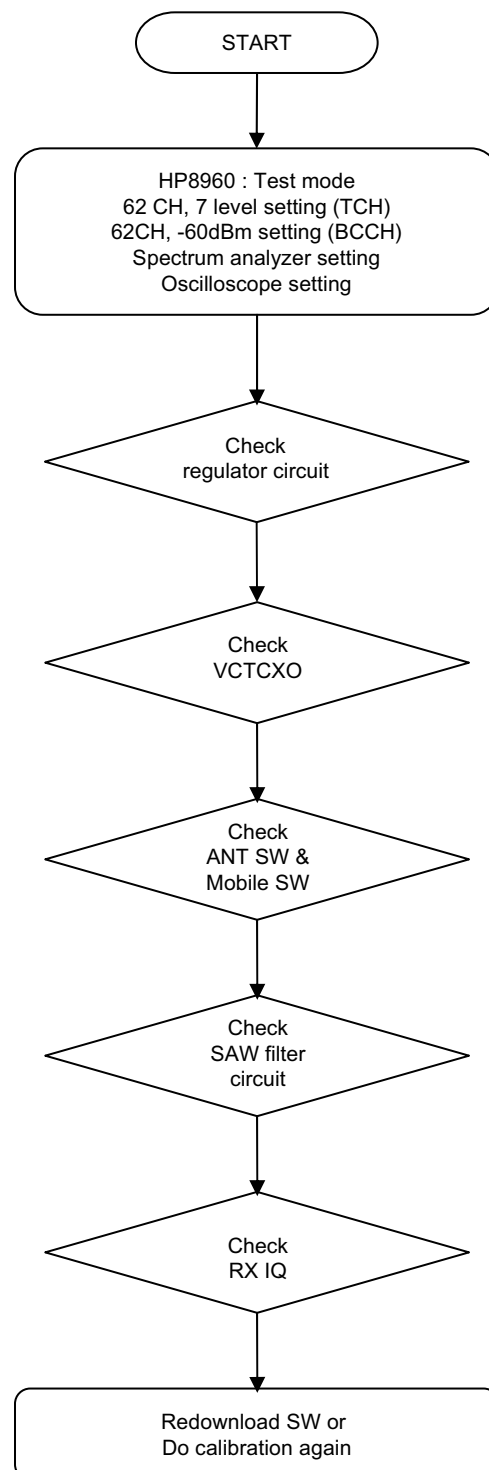 START
HP8960 : Test mode
62 CH, 7 level setting (TCH)
62CH, -60dBm setting (BCCH)
Spectrum analyzer setting
Oscilloscope setting
Check
regulator circuit
Check
VCTCXO
Check
ANT SW &
Mobile SW
Check
SAW filter
circuit
Check
RX IQ
Redownload SW or
Do calibration again